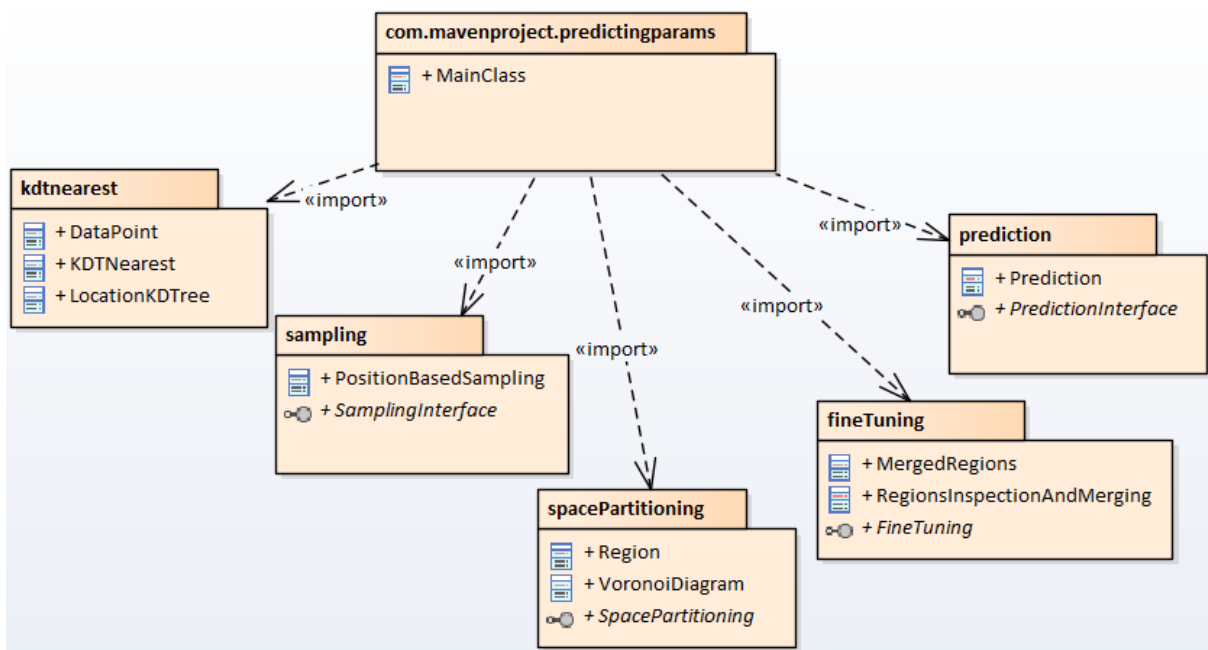 com.mavenproject.predictingparams
+ MainClass
kdtnearest
+ DataPoint
+ KDTNearest
+ LocationKDTree
«import»
«import»
«import»
«import»
«import»
sampling
+ PositionBasedSampling
+ SamplingInterface
spacePartitioning
+ Region
+ VoronoiDiagram
+ SpacePartitioning
fineTuning
+ MergedRegions
+ RegionsInspectionAndMerging
+ FineTuning
prediction
+ Prediction
+ PredictionInterface